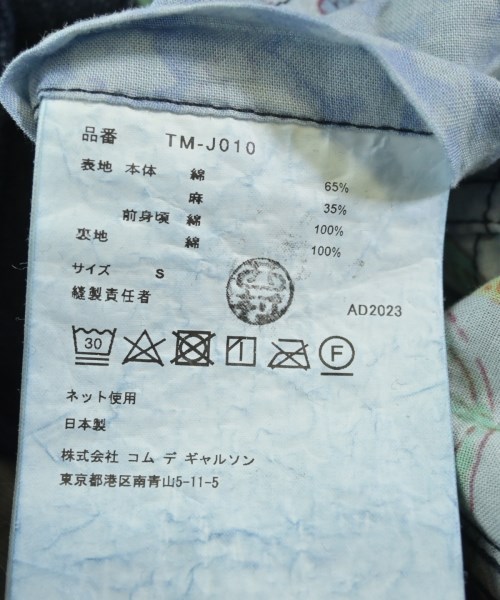 品番 TM-J010
表地 本体 綿 65%
麻 35%
前身頃 綿 100%
裏地 綿 100%
サイズ S
縫製責任者
AD2023
30 F
ネット使用
日本製
株式会社 コム デ ギャルソン
東京都港区南青山5-11-5